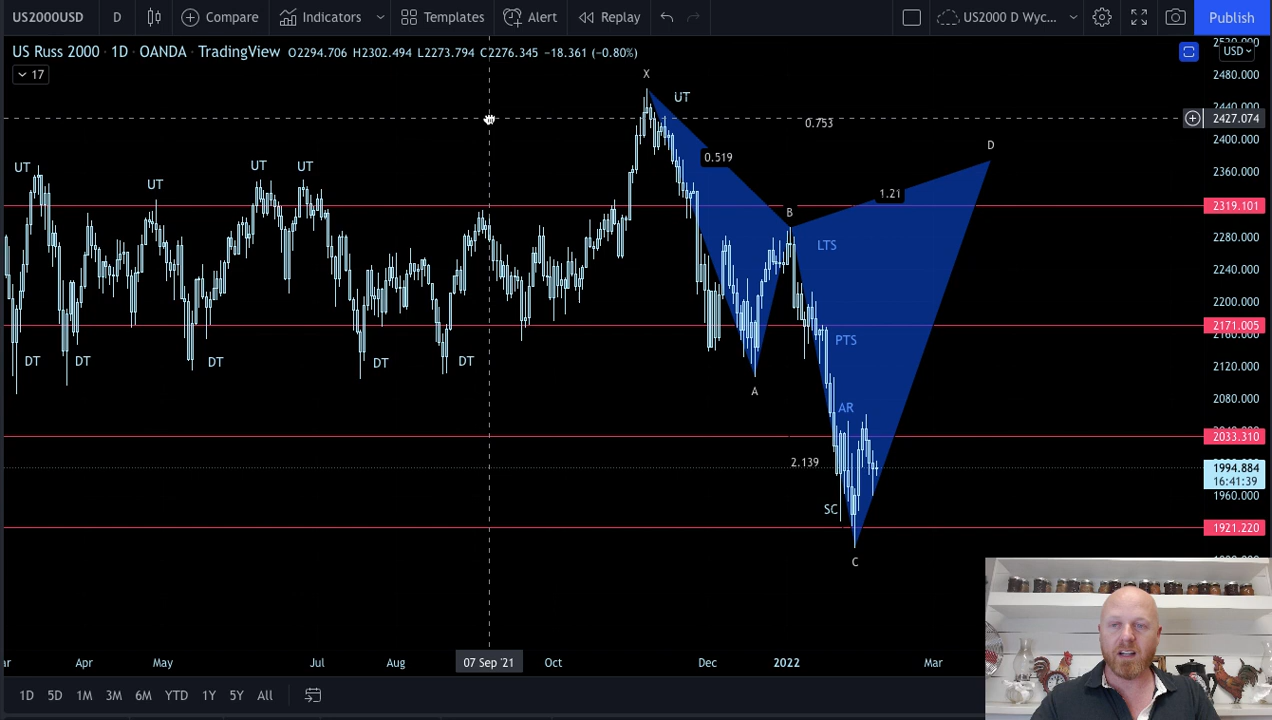 US2000USD D Compare Indicators Templates Alert Replay US2000 D Wyc... Publish
US Russ 2000 · 1D · OANDA · TradingView O2294.706 H2302.494 L2273.794 C2276.345 −18.361 (−0.80%)
USD
17
2480.000
2440.000
2427.074
2400.000
2360.000
2319.101
2280.000
2240.000
2200.000
2171.005
2160.000
2120.000
2080.000
2033.310
1994.884
16:41:39
1960.000
1921.220
X
UT
0.753
0.519
D
UT
UT
UT
UT
1.21
B
LTS
PTS
DT
DT
DT
DT
DT
A
AR
2.139
SC
C
Apr May Jul Aug 07 Sep '21 Oct Dec 2022 Mar
1D 5D 1M 3M 6M YTD 1Y 5Y All